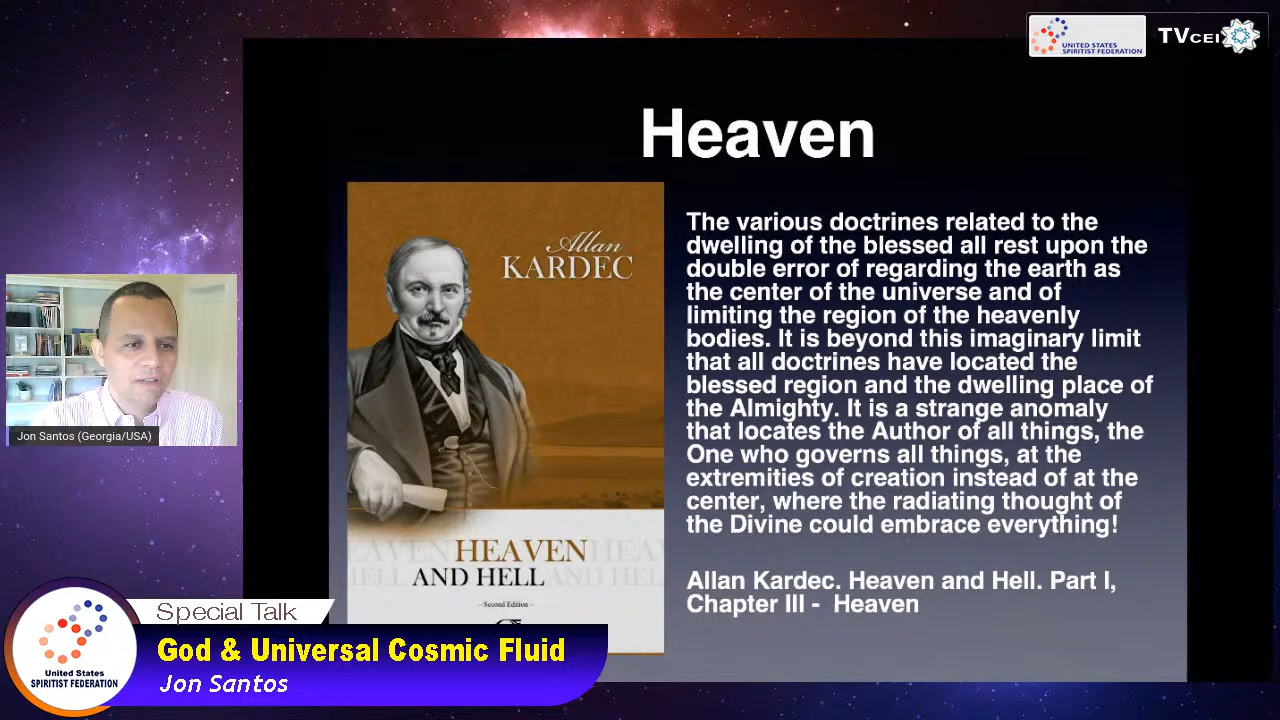 UNITED STATES
SPIRITIST FEDERATION
TVCEI
Heaven
Allan
KARDEC
HEAVEN
AND HELL
Second Edition
The various doctrines related to the
dwelling of the blessed all rest upon the
double error of regarding the earth as
the center of the universe and of
limiting the region of the heavenly
bodies. It is beyond this imaginary limit
that all doctrines have located the
blessed region and the dwelling place of
the Almighty. It is a strange anomaly
that locates the Author of all things, the
One who governs all things, at the
extremities of creation instead of at the
center, where the radiating thought of
the Divine could embrace everything!
Allan Kardec. Heaven and Hell. Part I,
Chapter III - Heaven
Jon Santos (Georgia/USA)
United States
SPIRITIST FEDERATION
Special Talk
God & Universal Cosmic Fluid
Jon Santos